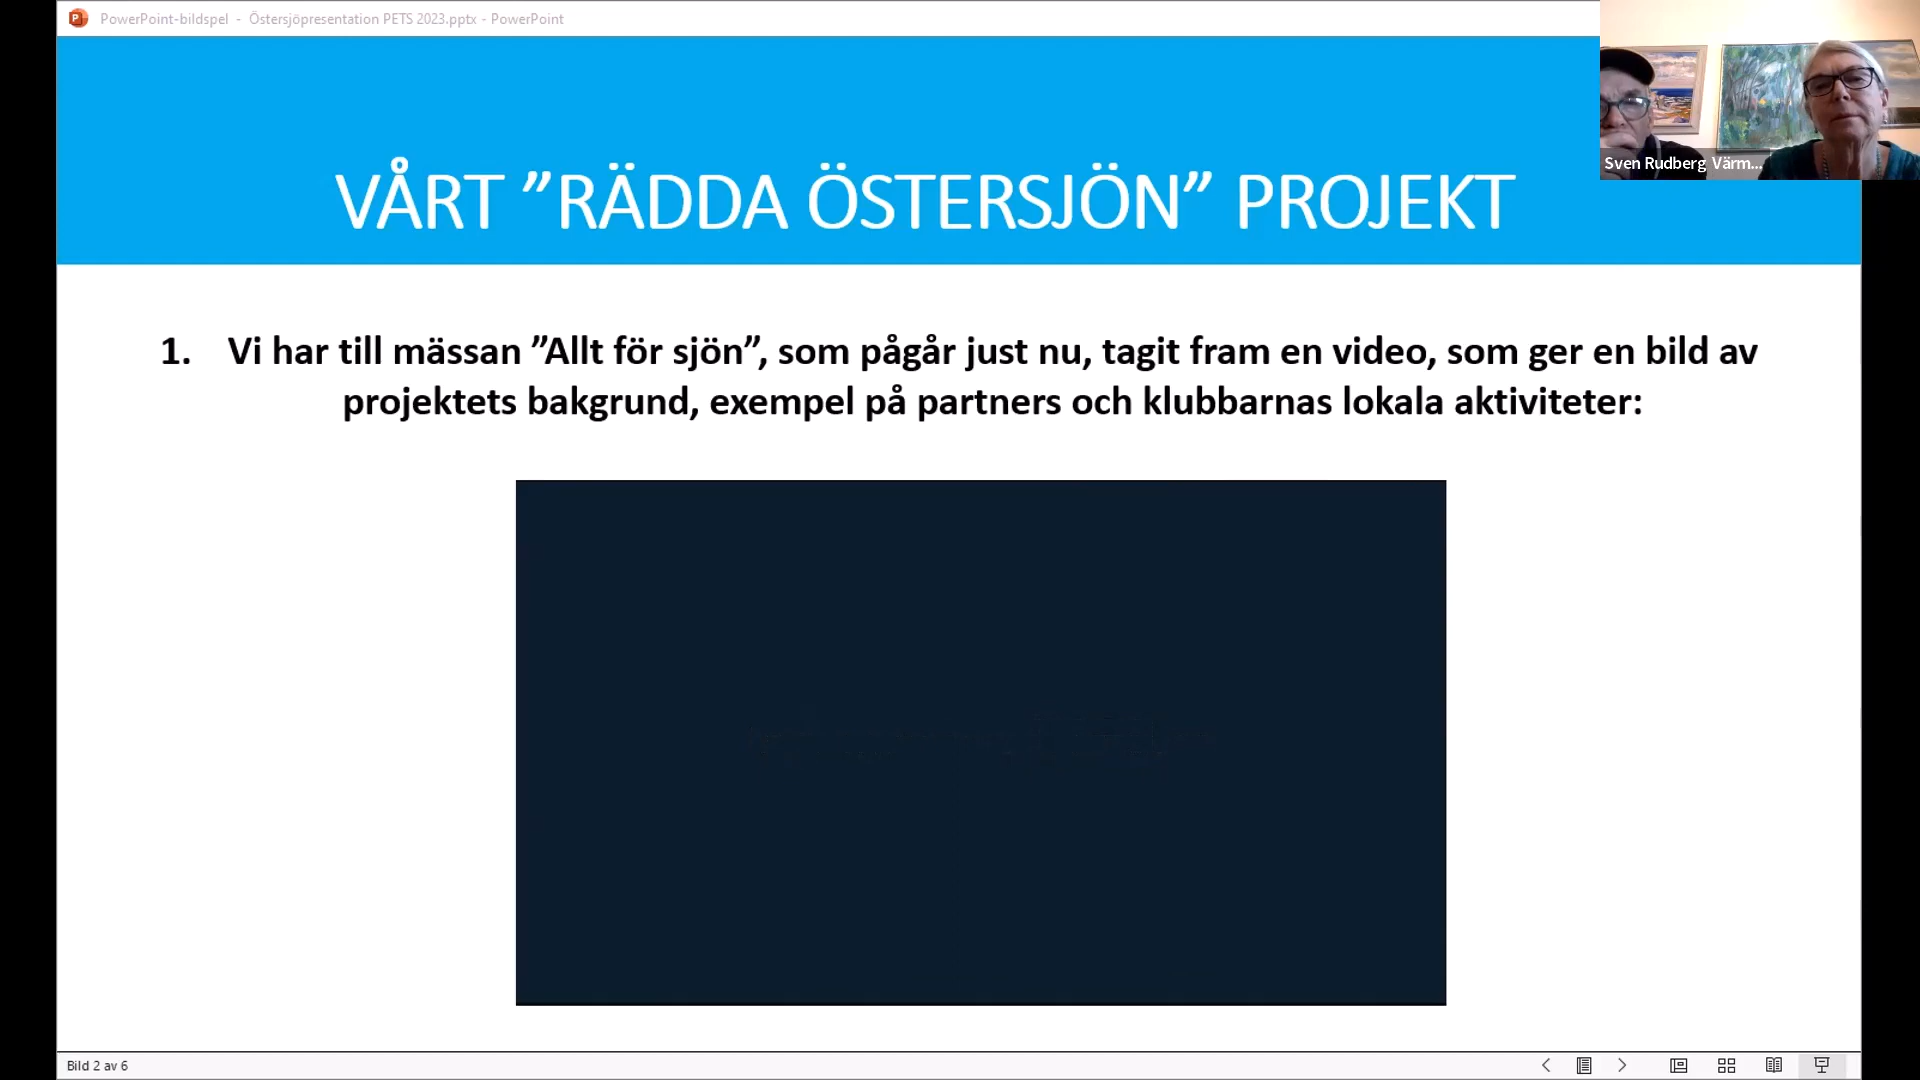 PowerPoint-bildspel - Östersjöpresentation PETS 2023.pptx - PowerPoint
Sven Rudberg Värm...
VÅRT ”RÄDDA ÖSTERSJÖN” PROJEKT
1. Vi har till mässan ”Allt för sjön”, som pågår just nu, tagit fram en video, som ger en bild av
projektets bakgrund, exempel på partners och klubbarnas lokala aktiviteter:
Bild 2 av 6